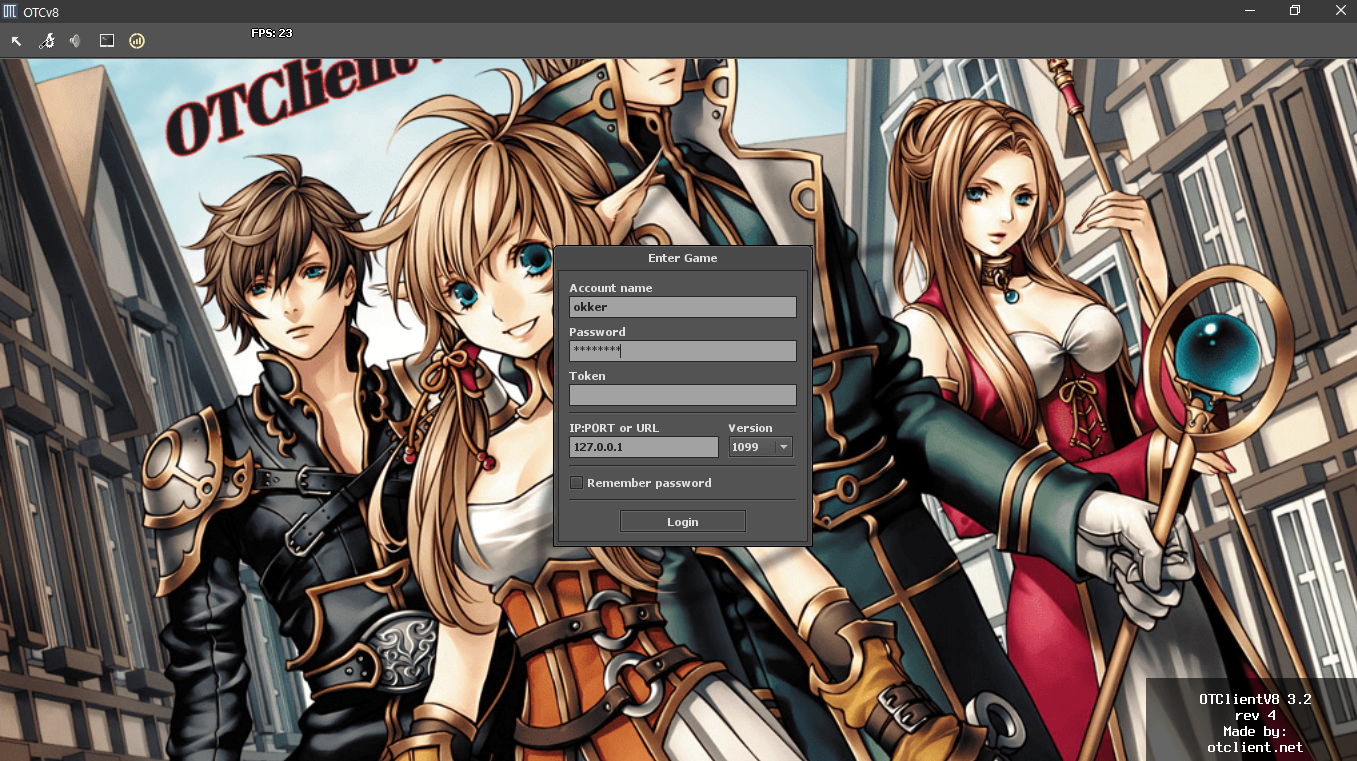 OTCv8
FPS: 23
OTClient
Enter Game
Account name
okker
Password
********
Token
IP:PORT or URL
Version
127.0.0.1
1099
Remember password
Login
OTClientV8 3.2
rev 4
Made by:
otclient.net